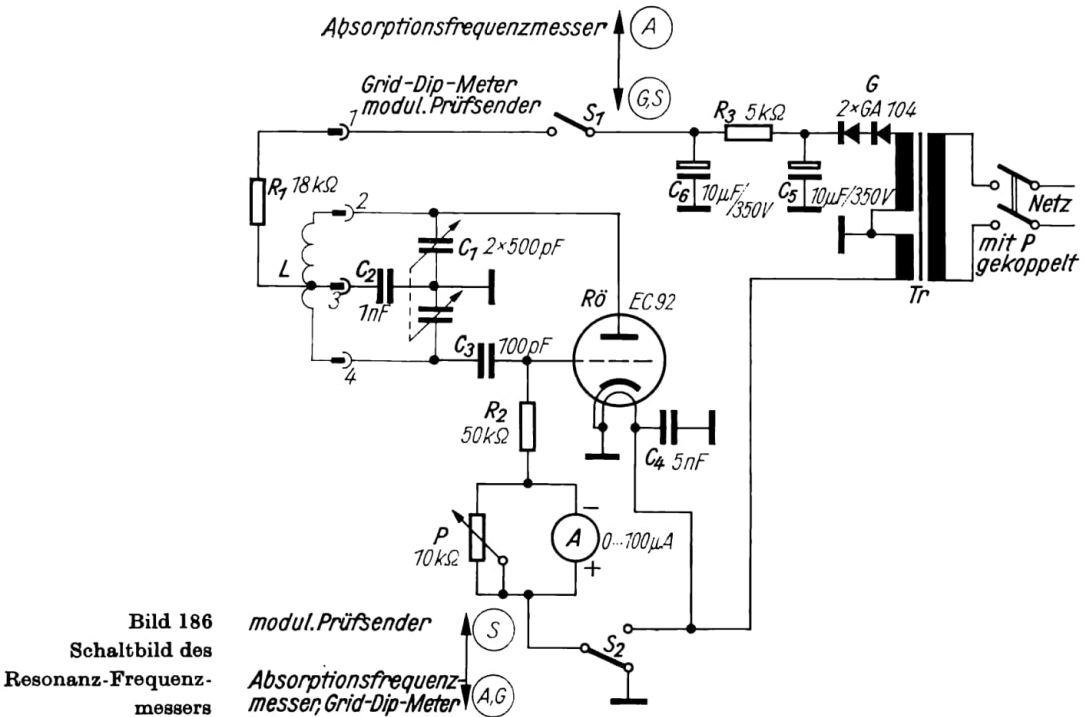 Absorptionsfrequenzmesser
A
Grid-Dip-Meter
modul. Prüfsender
G,S
1
S1
R3 5kΩ
G
2×GA 104
R1 18kΩ
C6 10μF/
350V
C5 10μF/350V
Netz
mit P
gekoppelt
Tr
2
C1 2×500pF
L
C2
3
1nF
Rö EC92
4
C3 100pF
R2
50kΩ
C4 5nF
P
10kΩ
−
A
0...100μA
+
Bild 186
Schaltbild des
Resonanz-Frequenz-
messers
modul. Prüfsender
S
S2
Absorptionsfrequenz-
messer, Grid-Dip-Meter
A,G